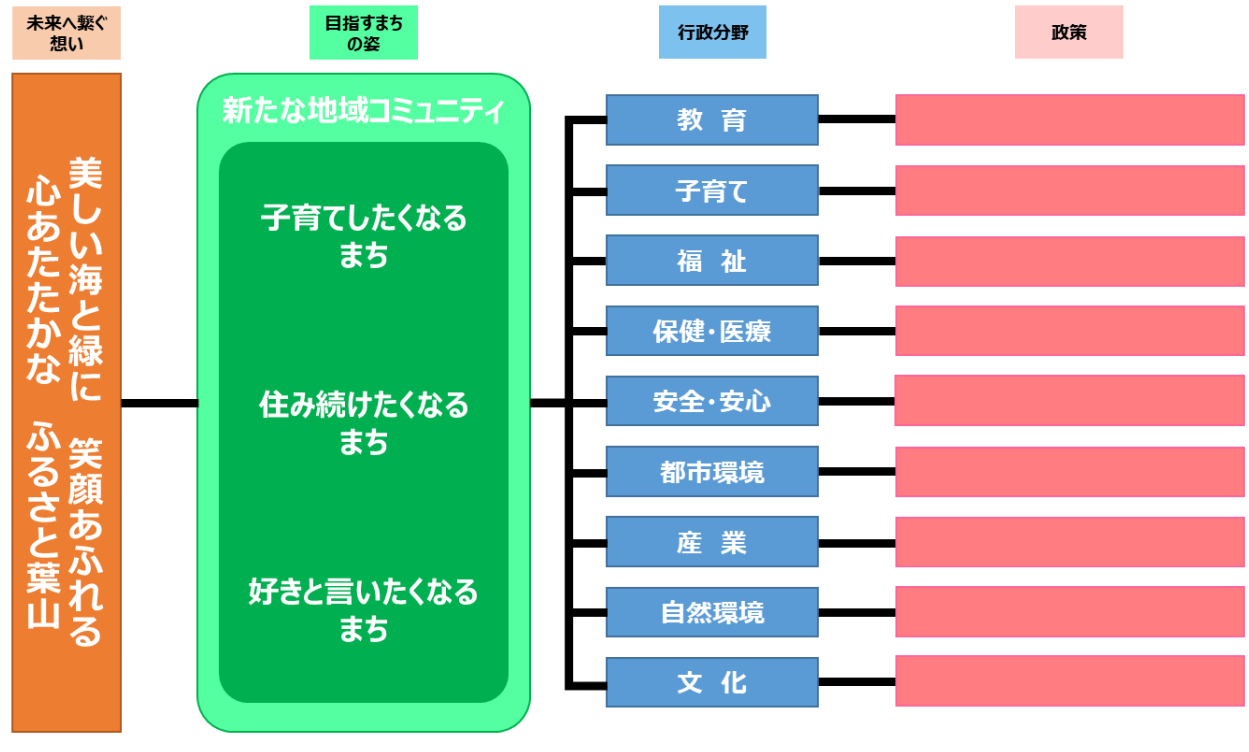 未来へ繋ぐ
想い
目指すまち
の姿
行政分野
政策
美しい海と緑に 笑顔あふれる
心あたたかな ふるさと葉山
新たな地域コミュニティ
子育てしたくなる
まち
住み続けたくなる
まち
好きと言いたくなる
まち
教 育
子育て
福 祉
保健・医療
安全・安心
都市環境
産 業
自然環境
文 化